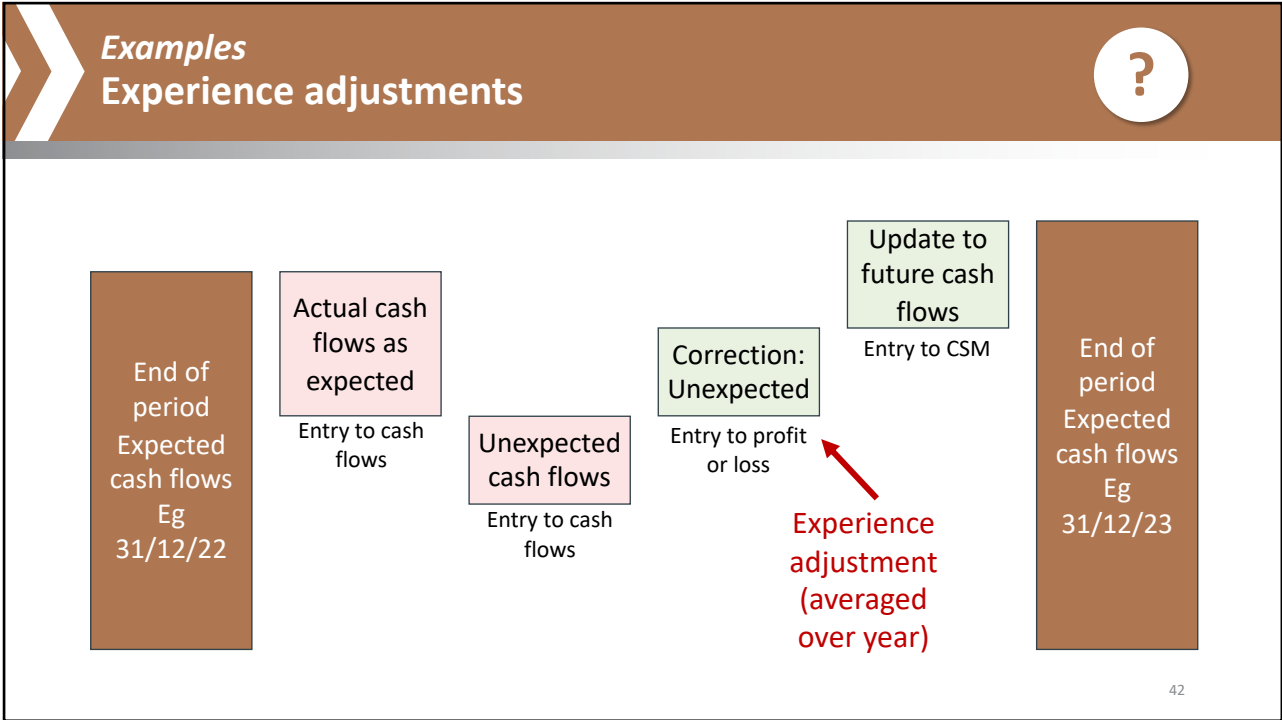 Examples
Experience adjustments
?
End of
period
Expected
cash flows
Eg
31/12/22
Actual cash
flows as
expected
Entry to cash
flows
Unexpected
cash flows
Entry to cash
flows
Correction:
Unexpected
Entry to profit
or loss
Experience
adjustment
(averaged
over year)
Update to
future cash
flows
Entry to CSM
End of
period
Expected
cash flows
Eg
31/12/23
42